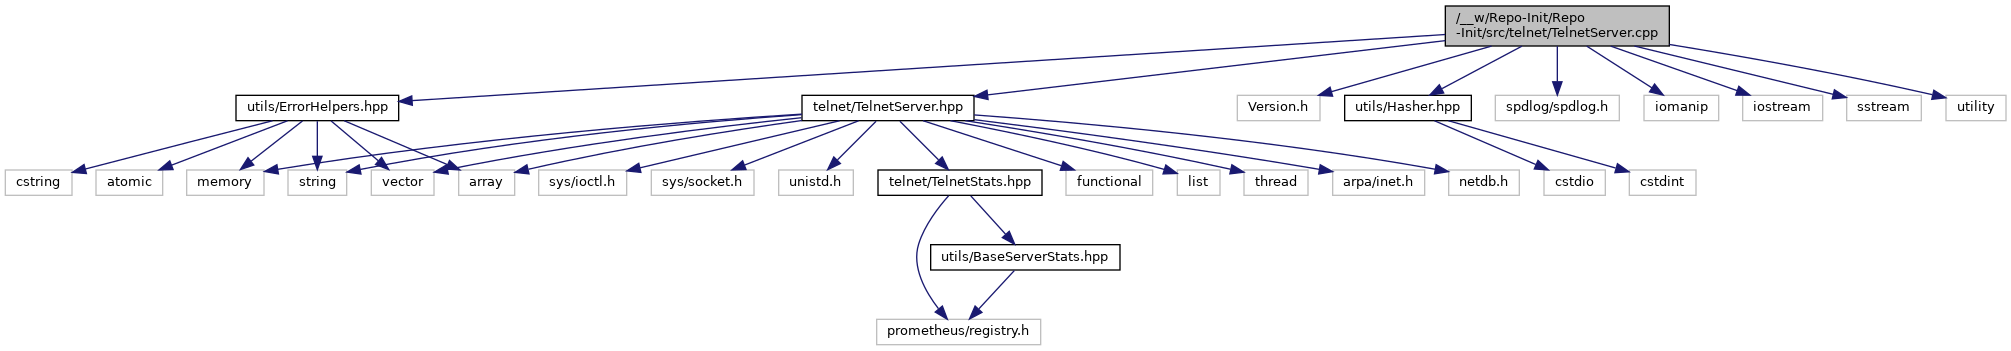 /__w/Repo-Init/Repo
-Init/src/telnet/TelnetServer.cpp
utils/ErrorHelpers.hpp
telnet/TelnetServer.hpp
Version.h
utils/Hasher.hpp
spdlog/spdlog.h
iomanip
iostream
sstream
utility
cstring
atomic
memory
string
vector
array
sys/ioctl.h
sys/socket.h
unistd.h
telnet/TelnetStats.hpp
functional
list
thread
arpa/inet.h
netdb.h
cstdio
cstdint
utils/BaseServerStats.hpp
prometheus/registry.h